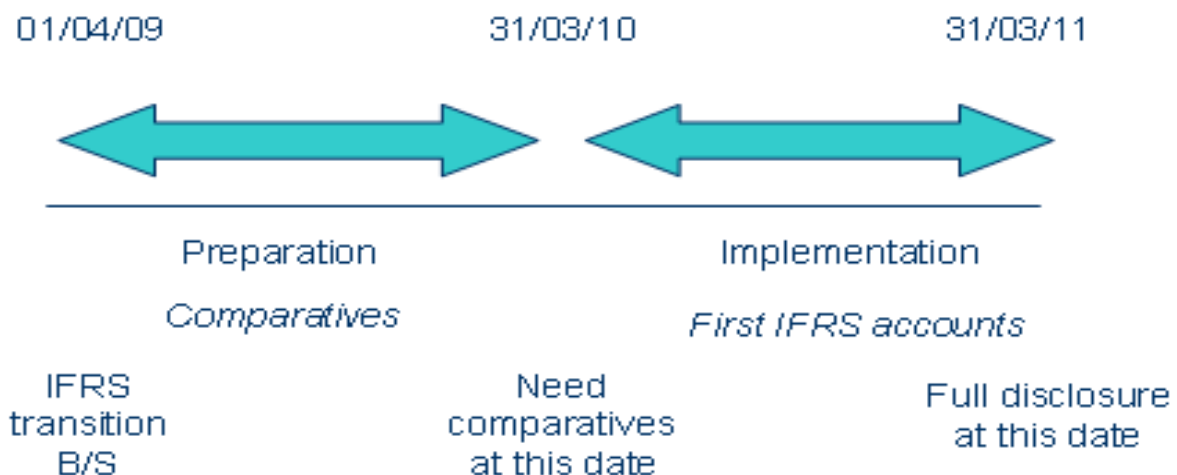 01/04/09 31/03/10 31/03/11
Preparation Implementation
Comparatives First IFRS accounts
IFRS
transition
B/S
Need
comparatives
at this date
Full disclosure
at this date